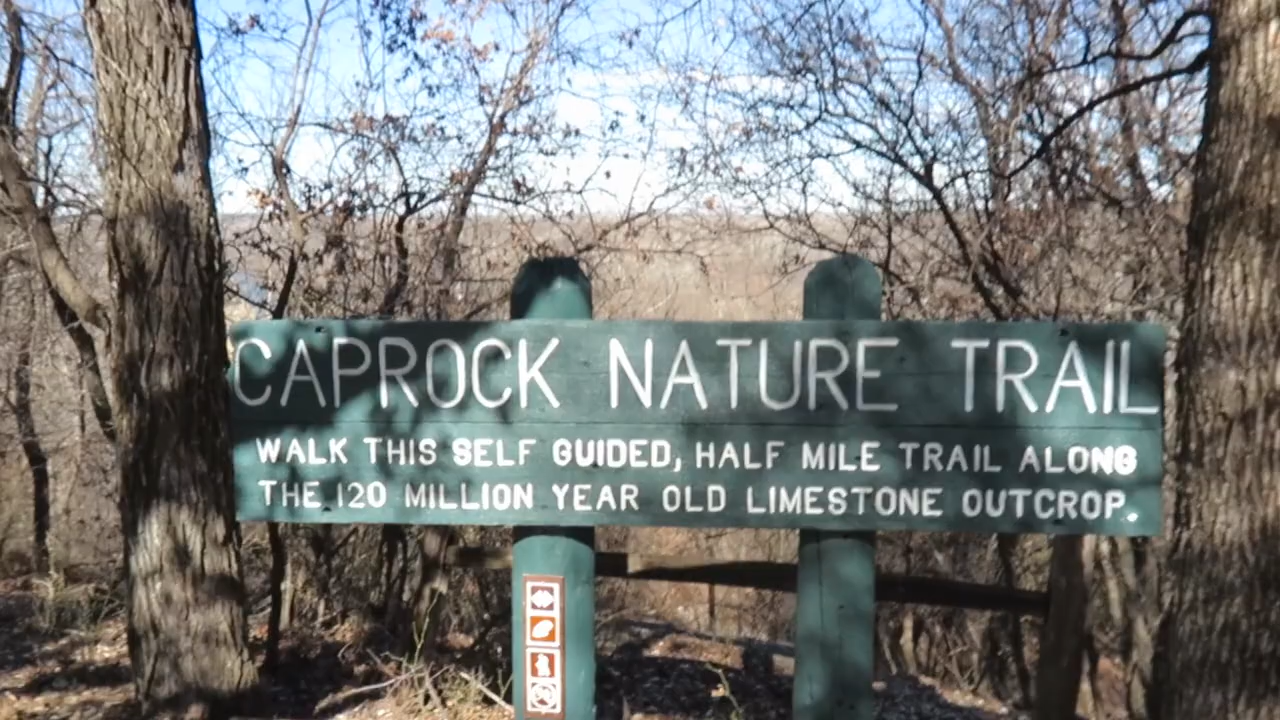 CAPROCK NATURE TRAIL
WALK THIS SELF GUIDED, HALF MILE TRAIL ALONG
THE 120 MILLION YEAR OLD LIMESTONE OUTCROP.